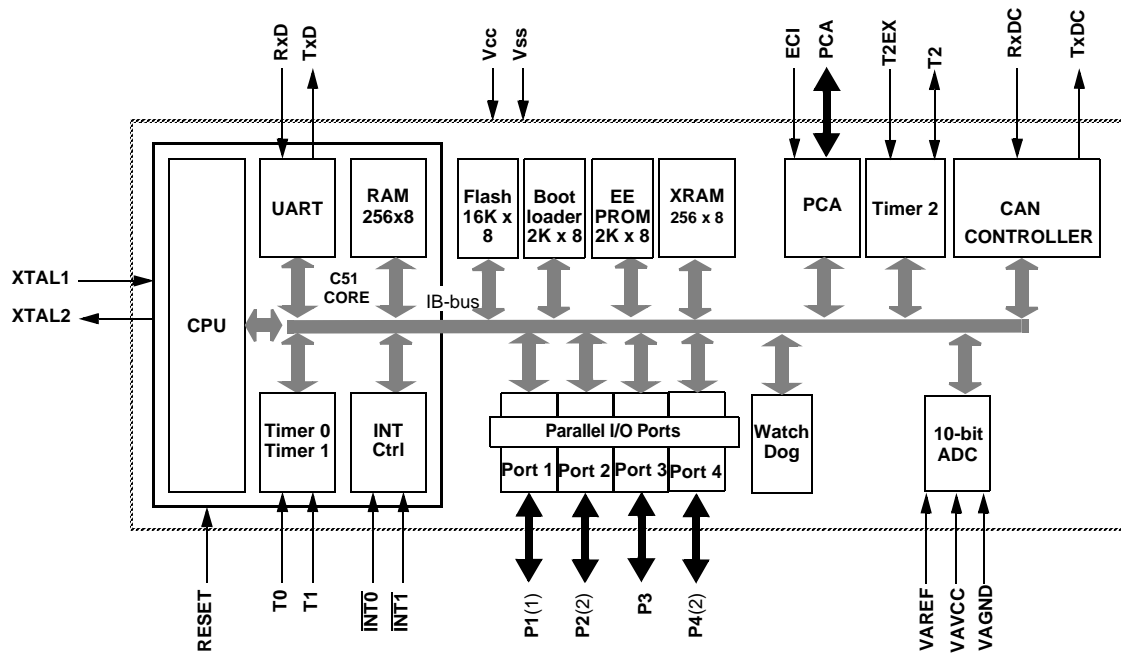 RxD
TxD
Vcc
Vss
ECI
PCA
T2EX
T2
RxDC
TxDC
UART
RAM
256x8
Flash
16K x
8
Boot
loader
2K x 8
EE
PROM
2K x 8
XRAM
256 x 8
PCA
Timer 2
CAN
CONTROLLER
XTAL1
XTAL2
C51
CORE
IB-bus
CPU
Timer 0
Timer 1
INT
Ctrl
Parallel I/O Ports
Port 1
Port 2
Port 3
Port 4
Watch
Dog
10-bit
ADC
RESET
T0
T1
INT0
INT1
P1(1)
P2(2)
P3
P4(2)
VAREF
VAVCC
VAGND